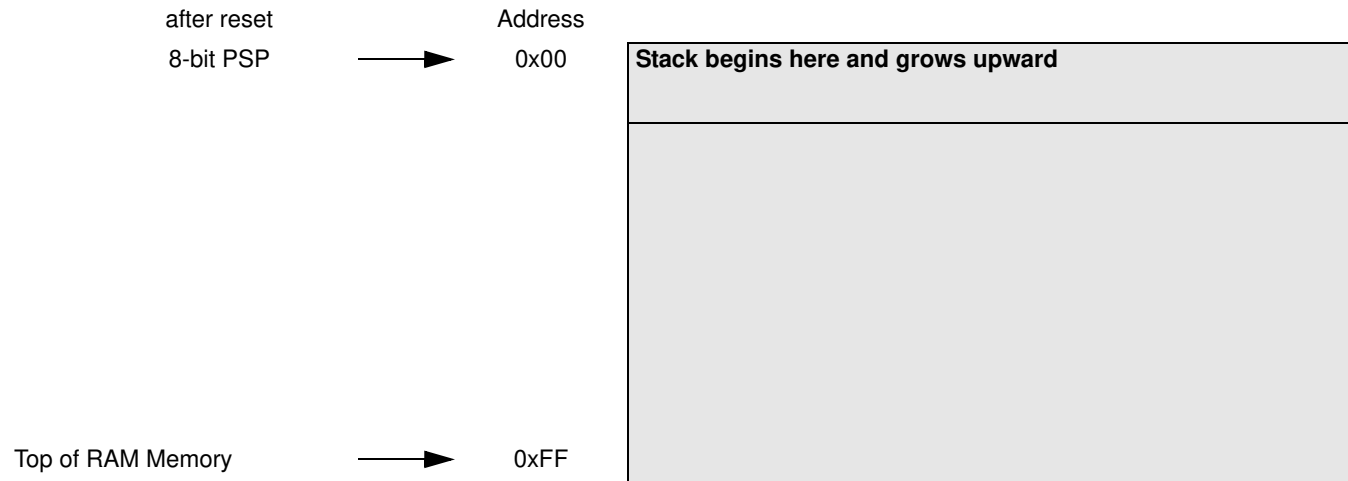 after reset Address
8-bit PSP 0x00 Stack begins here and grows upward
Top of RAM Memory 0xFF